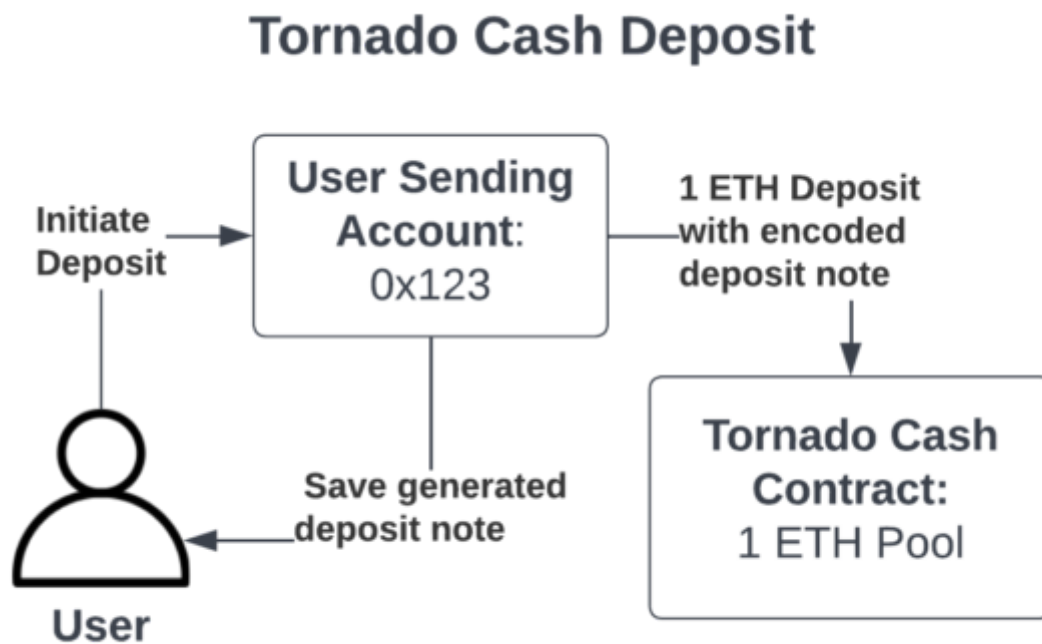 Tornado Cash Deposit
Initiate
Deposit
User Sending
Account:
0x123
1 ETH Deposit
with encoded
deposit note
Save generated
deposit note
Tornado Cash
Contract:
1 ETH Pool
User